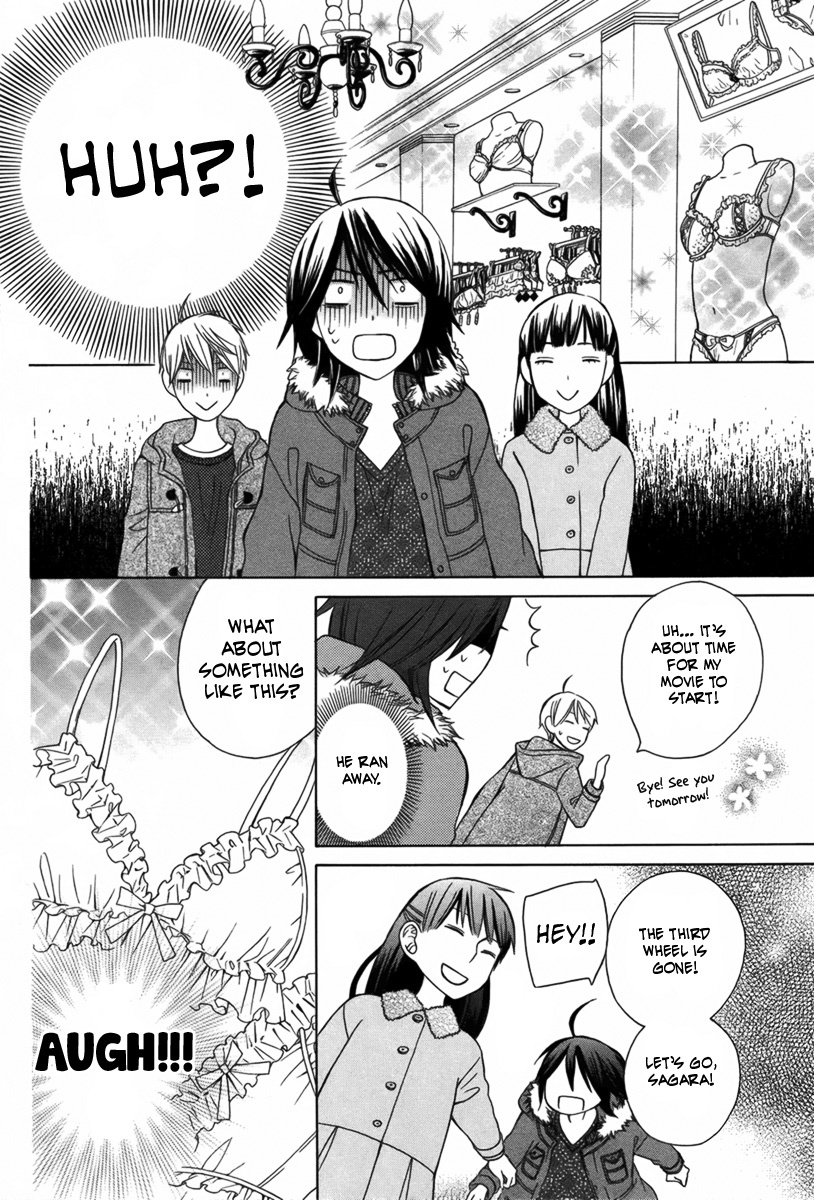 HUH?!
UH... IT'S
ABOUT TIME
FOR MY
MOVIE TO
START!
Bye! See you
tomorrow!
HE RAN
AWAY.
THE THIRD
WHEEL IS
GONE!
LET'S GO,
SAGARA!
HEY!!
WHAT
ABOUT
SOMETHING
LIKE THIS?
AUGH!!!